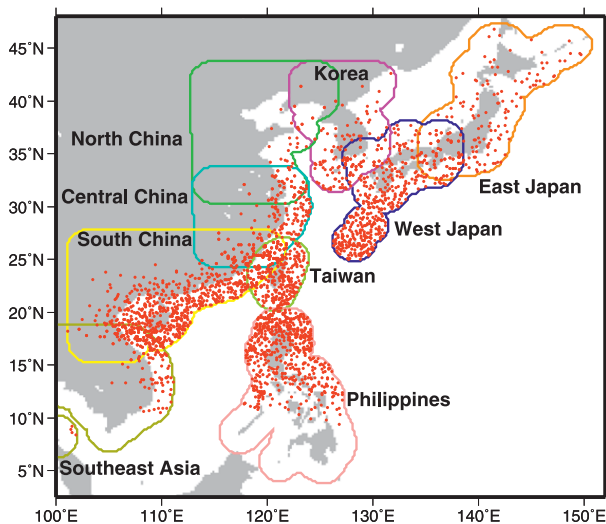 45°N
Korea
40°N
North China
35°N
Central China
East Japan
30°N
South China
West Japan
25°N
Taiwan
20°N
15°N
Philippines
10°N
5°N
Southeast Asia
100°E 110°E 120°E 130°E 140°E 150°E